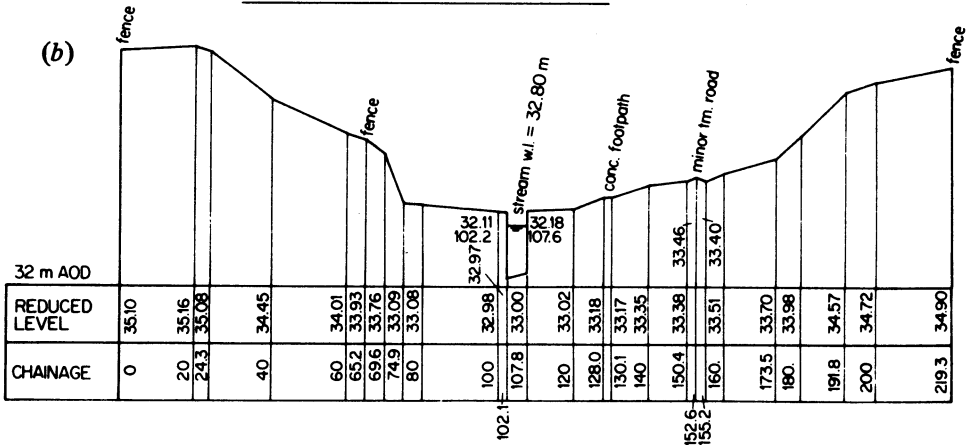 (b)
fence
fence
stream w.l. = 32.80 m
conc. footpath
minor tm. road
fence
32.11
102.2
32.18
107.6
32.97
33.46
33.40
32 m AOD
REDUCED LEVEL 35.10 35.16 35.08 34.45 34.01 33.93 33.76 33.09 33.08 32.98 33.00 33.02 33.18 33.17 33.35 33.38 33.51 33.70 33.98 34.57 34.72 34.90
CHAINAGE 0 20 24.3 40 60 65.2 69.6 74.9 80 100 107.8 120 128.0 130.1 140 150.4 160. 173.5 180. 191.8 200 219.3
102.1
152.6
155.2